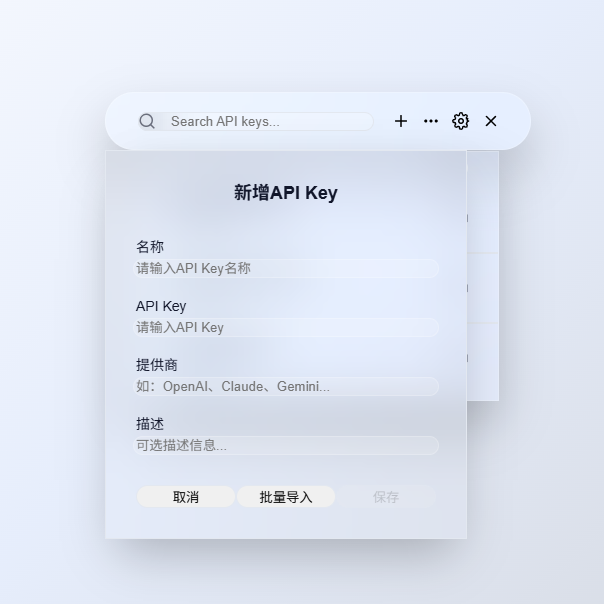 Search API keys...
新增API Key
名称
请输入API Key名称
API Key
请输入API Key
提供商
如：OpenAI、Claude、Gemini...
描述
可选描述信息...
取消 批量导入 保存